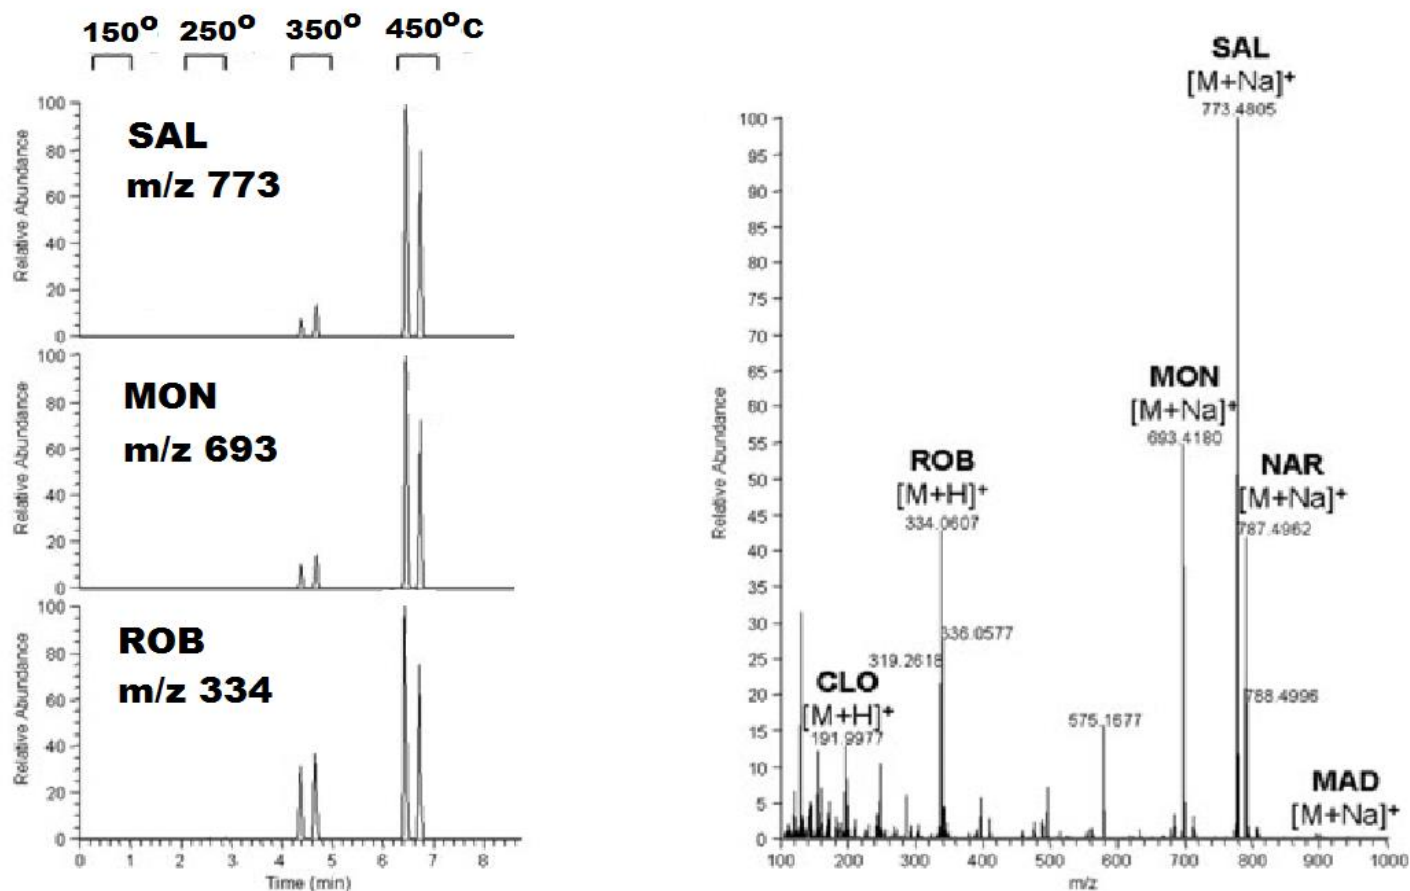 150° 250° 350° 450°C
100
80
60
40
20
0
Relative Abundance
SAL
m/z 773
100
80
60
40
20
0
Relative Abundance
MON
m/z 693
100
80
60
40
20
0
Relative Abundance
ROB
m/z 334
0 1 2 3 4 5 6 7 8
Time (min)
SAL
[M+Na]+
773.4805
100
95
90
85
80
75
70
65
60
55
50
45
40
35
30
25
20
15
10
5
0
Relative Abundance
MON
[M+Na]+
693.4180
ROB
[M+H]+
334.0607
NAR
[M+Na]+
787.4962
336.0577
319.2618
CLO
[M+H]+
191.9977
788.4996
575.1677
MAD
[M+Na]+
100 200 300 400 500 600 700 800 900 1000
m/z